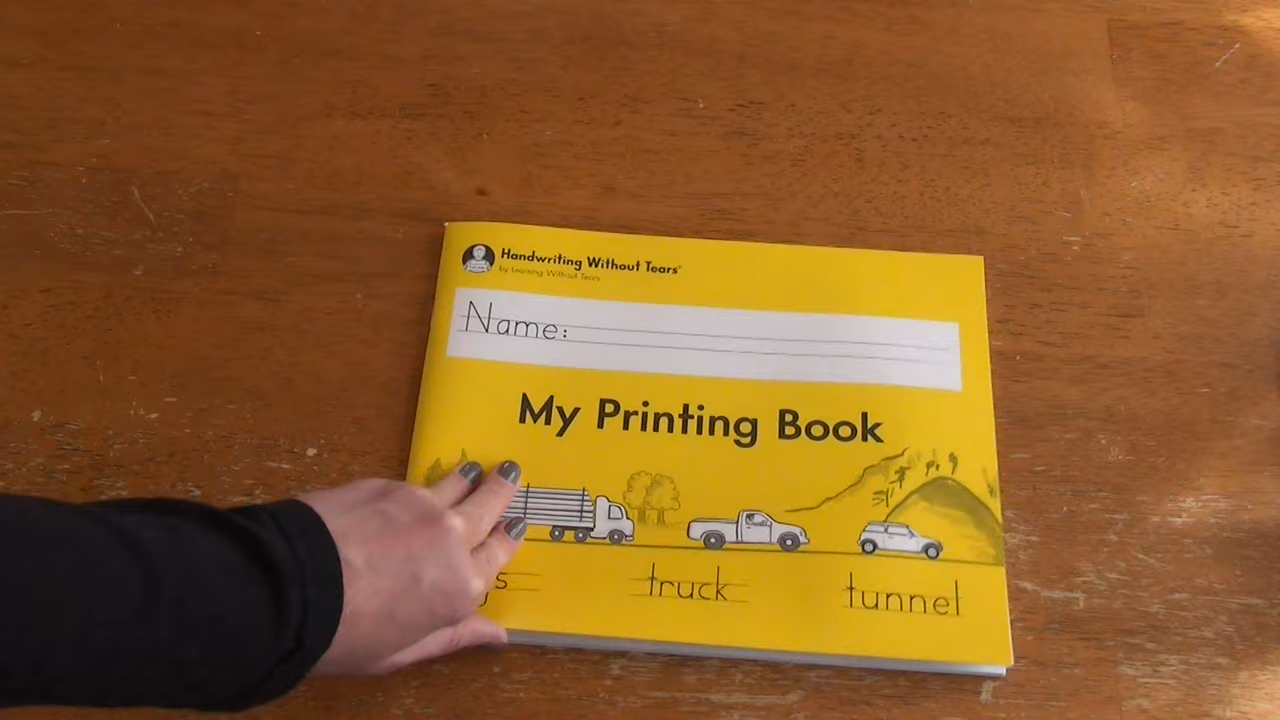 Handwriting Without Tears®
by Learning Without Tears
Name:
My Printing Book
truck tunnel